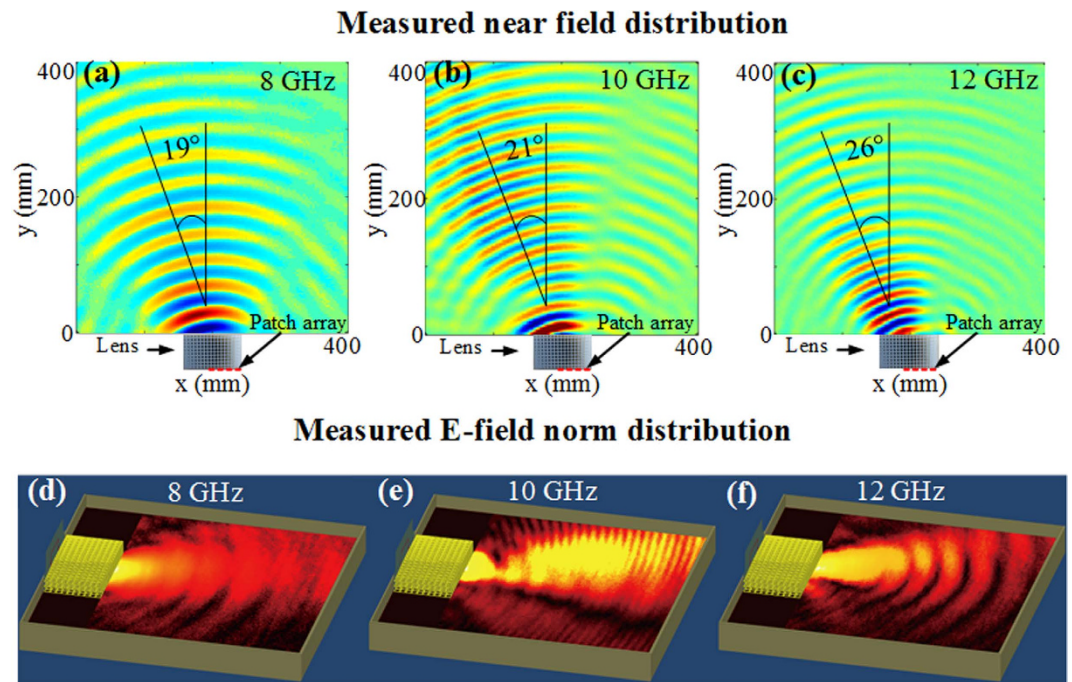 Measured near field distribution
(a) 8 GHz (b) 10 GHz (c) 12 GHz
400 400 400
19° 21° 26°
y (mm) y (mm) y (mm)
200 200 200
0 0 0
Patch array Patch array Patch array
Lens 400 Lens 400 Lens 400
x (mm) x (mm) x (mm)
Measured E-field norm distribution
(d) 8 GHz (e) 10 GHz (f) 12 GHz